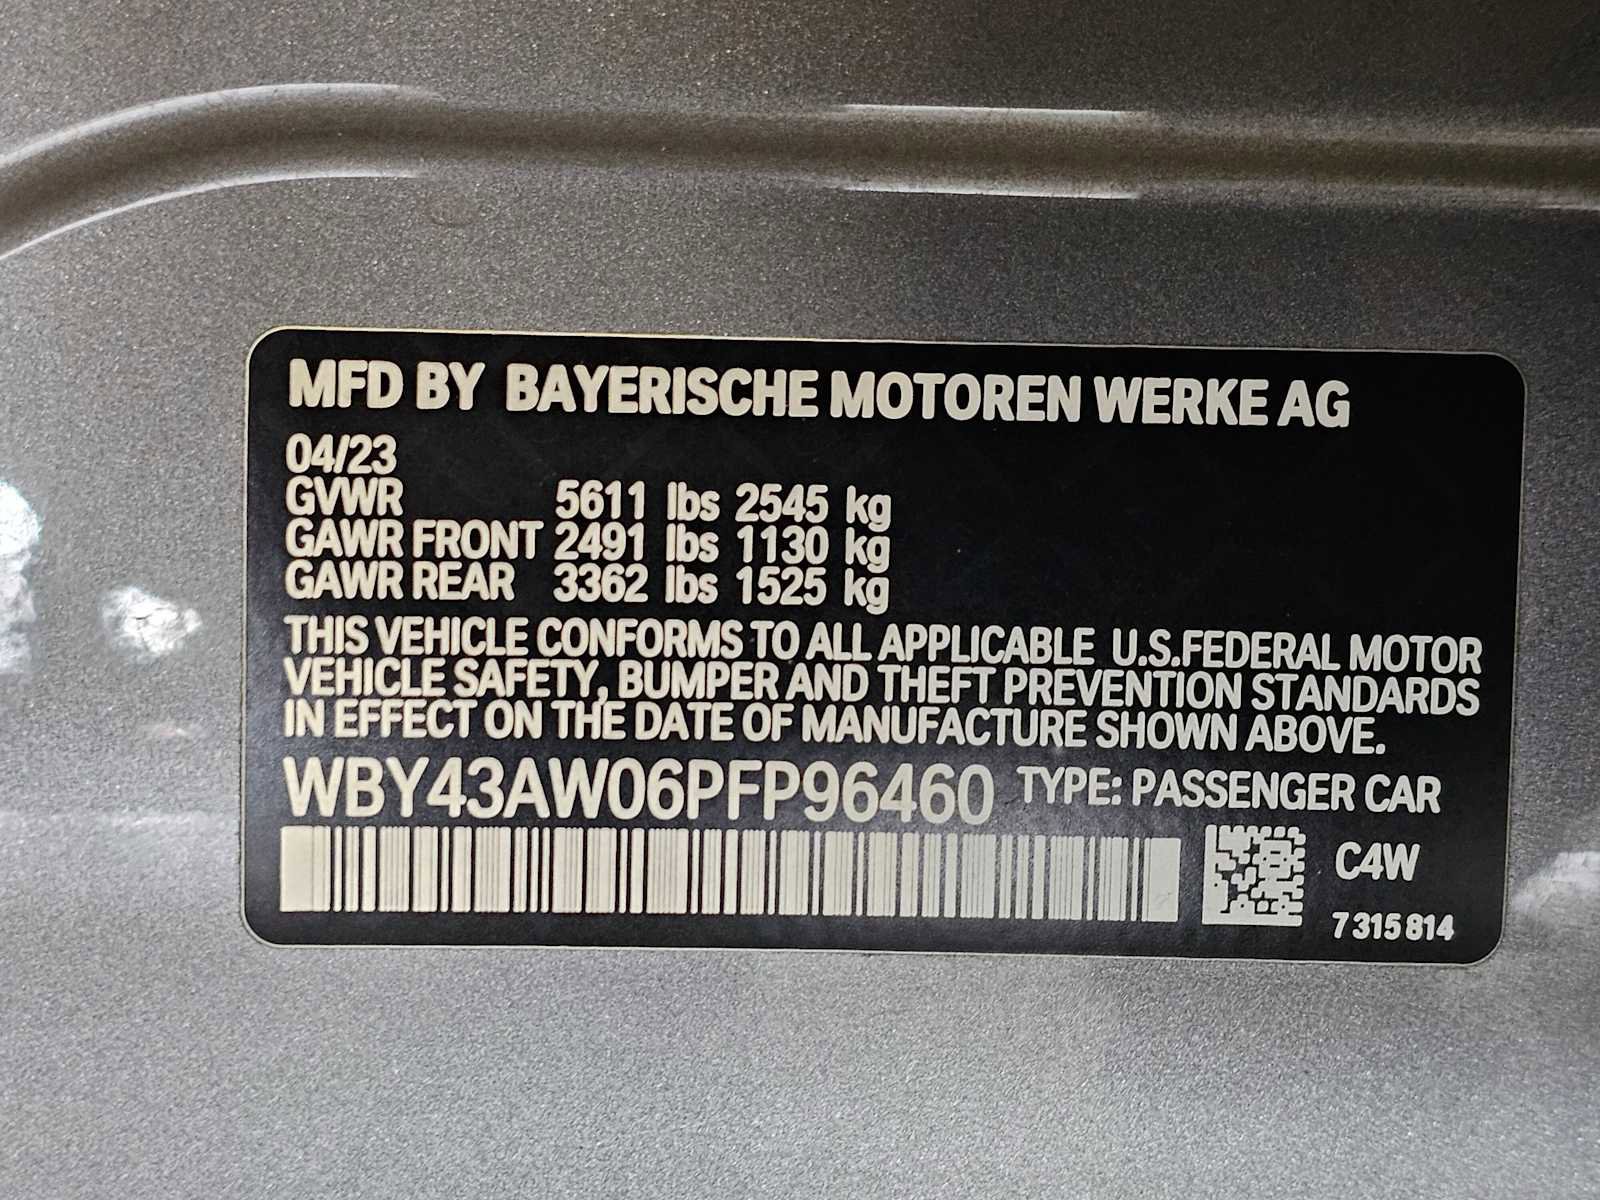 MFD BY BAYERISCHE MOTOREN WERKE AG
04/23
GVWR 5611 lbs 2545 kg
GAWR FRONT 2491 lbs 1130 kg
GAWR REAR 3362 lbs 1525 kg
THIS VEHICLE CONFORMS TO ALL APPLICABLE U.S.FEDERAL MOTOR
VEHICLE SAFETY, BUMPER AND THEFT PREVENTION STANDARDS
IN EFFECT ON THE DATE OF MANUFACTURE SHOWN ABOVE.
WBY43AW06PFP96460 TYPE: PASSENGER CAR
C4W
7 315 814